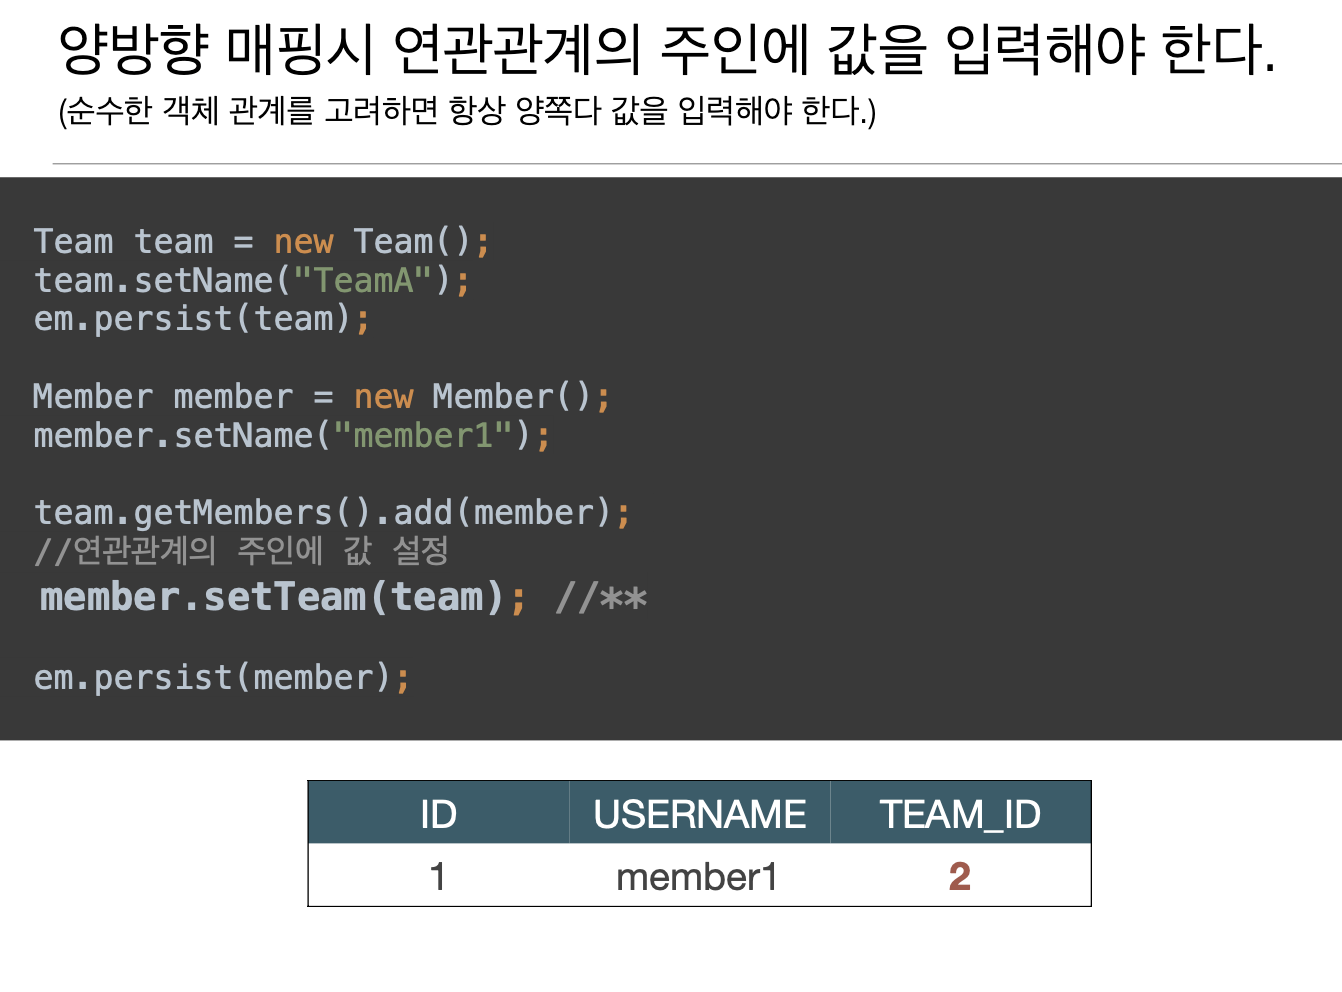 양방향 매핑시 연관관계의 주인에 값을 입력해야 한다.
(순수한 객체 관계를 고려하면 항상 양쪽다 값을 입력해야 한다.)
Team team = new Team();
team.setName("TeamA");
em.persist(team);
Member member = new Member();
member.setName("member1");
team.getMembers().add(member);
//연관관계의 주인에 값 설정
member.setTeam(team); //**
em.persist(member);
ID USERNAME TEAM_ID
1 member1 2